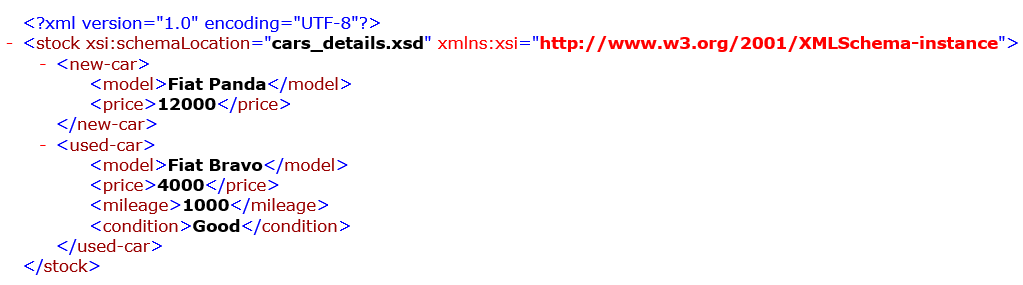 <?xml version="1.0" encoding="UTF-8"?>
- <stock xsi:schemaLocation="cars_details.xsd" xmlns:xsi="http://www.w3.org/2001/XMLSchema-instance">
- <new-car>
<model>Fiat Panda</model>
<price>12000</price>
</new-car>
- <used-car>
<model>Fiat Bravo</model>
<price>4000</price>
<mileage>1000</mileage>
<condition>Good</condition>
</used-car>
</stock>